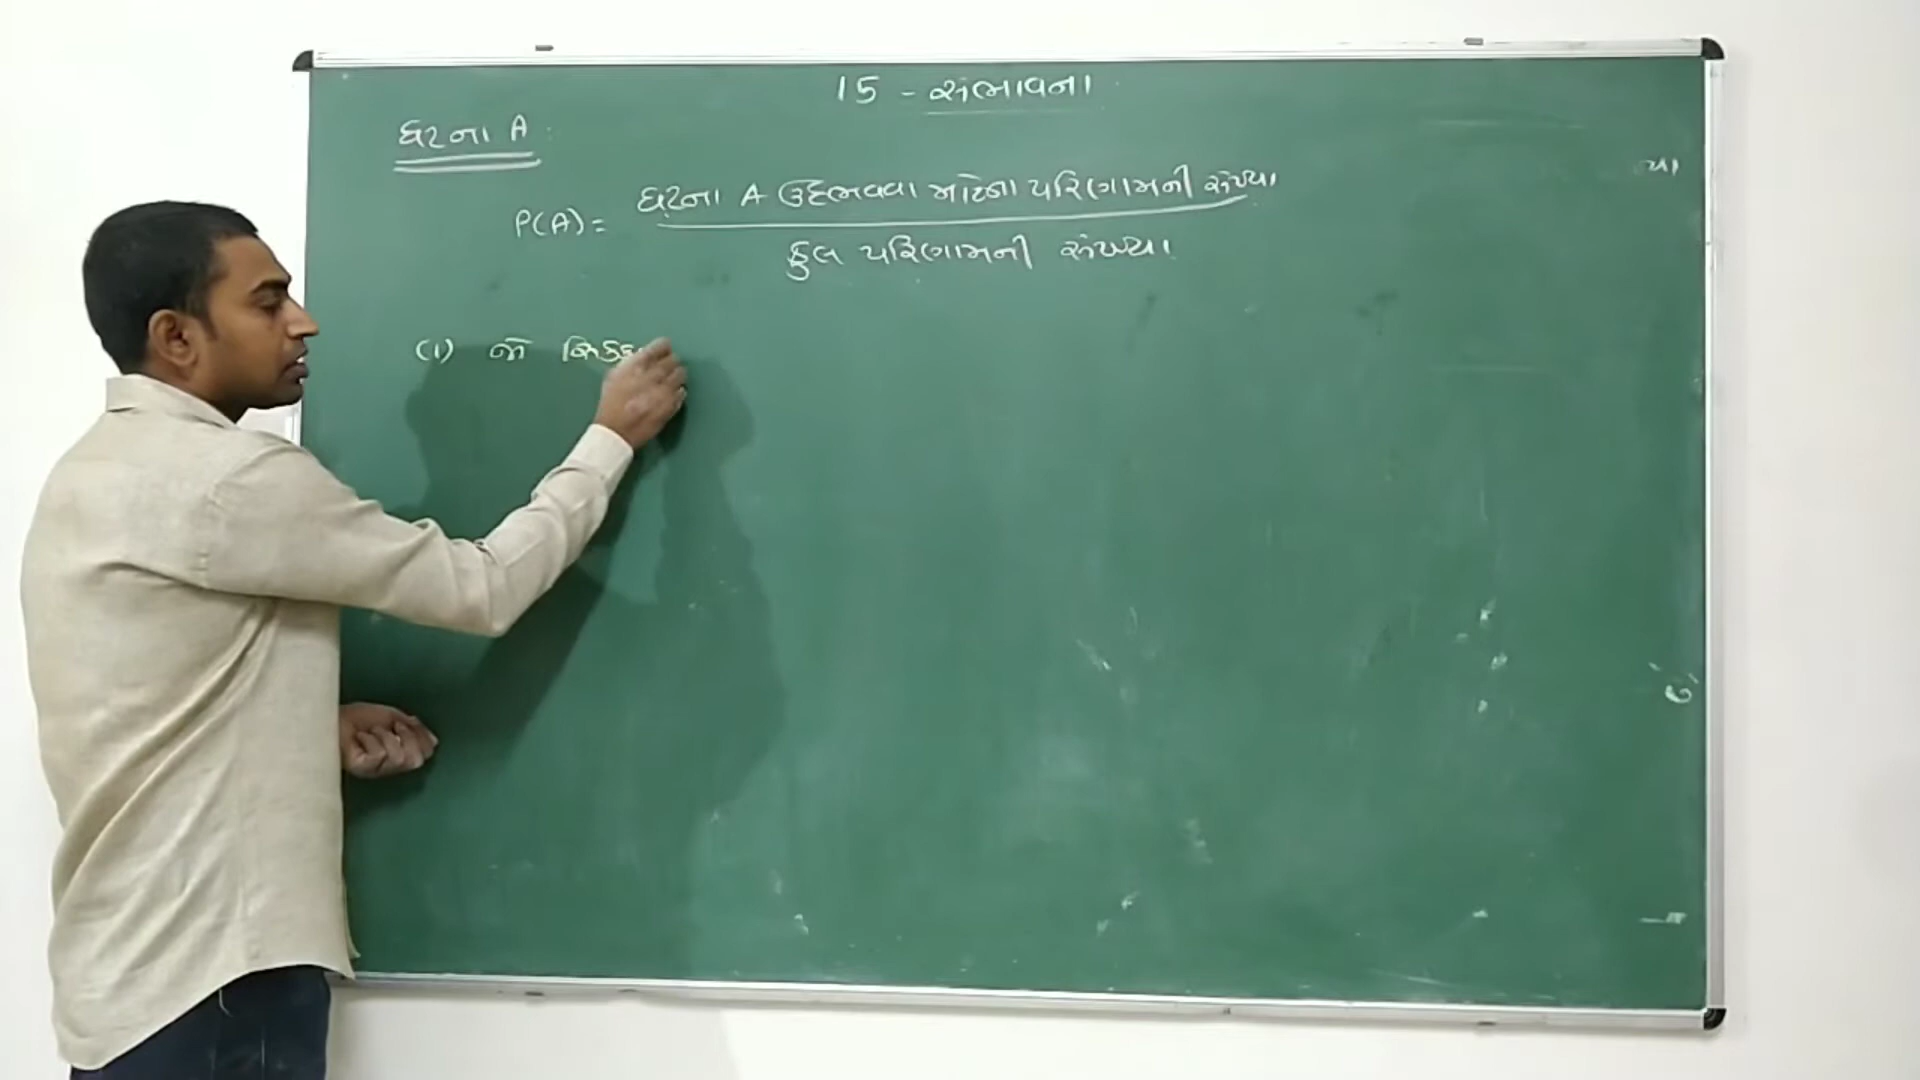 15 - સંભાવના
ઘટના A :
P(A) = ઘટના A ઉદ્દભવવા માટેના પરિણામની સંખ્યા
કુલ પરિણામની સંખ્યા
(1) જો સિક્કા